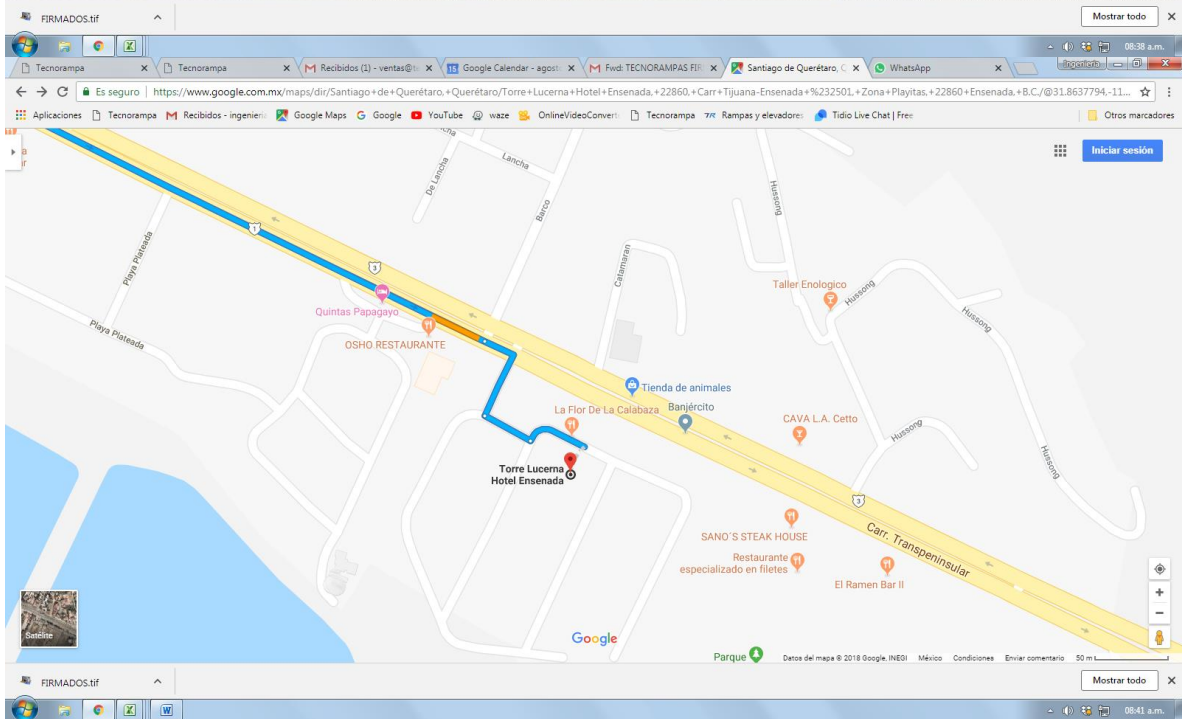 FIRMADOS.tif
Mostrar todo
08:38 a.m.
Tecnorampa
Tecnorampa
Recibidos (1) - ventas@t
Google Calendar - agost
Fwd: TECNORAMPAS FIR
Santiago de Querétaro, C
WhatsApp
Ingeniería
Es seguro
https://www.google.com.mx/maps/dir/Santiago+de+Querétaro,+Querétaro/Torre+Lucerna+Hotel+Ensenada,+22860,+Carr+Tijuana-Ensenada+%232501,+Zona+Playitas,+22860+Ensenada,+B.C./@31.8637794,-11...
Aplicaciones
Tecnorampa
Recibidos - ingenieri
Google Maps
Google
YouTube
waze
OnlineVideoConvert
Tecnorampa
Rampas y elevadores
Tidio Live Chat | Free
Otros marcadores
Iniciar sesión
Lancha
De Lancha
Barco
Hussong
Playa Plateada
1
3
Catamaran
Taller Enologico
Hussong
Quintas Papagayo
Hussong
Playa Plateada
OSHO RESTAURANTE
Tienda de animales
La Flor De La Calabaza
Banjército
CAVA L.A. Cetto
Hussong
Hussong
Torre Lucerna
Hotel Ensenada
3
SANO'S STEAK HOUSE
Carr. Transpeninsular
Restaurante
especializado en filetes
El Ramen Bar II
Satélite
Google
Parque
Datos del mapa © 2018 Google, INEGI
México
Condiciones
Enviar comentario
50 m
FIRMADOS.tif
Mostrar todo
08:41 a.m.